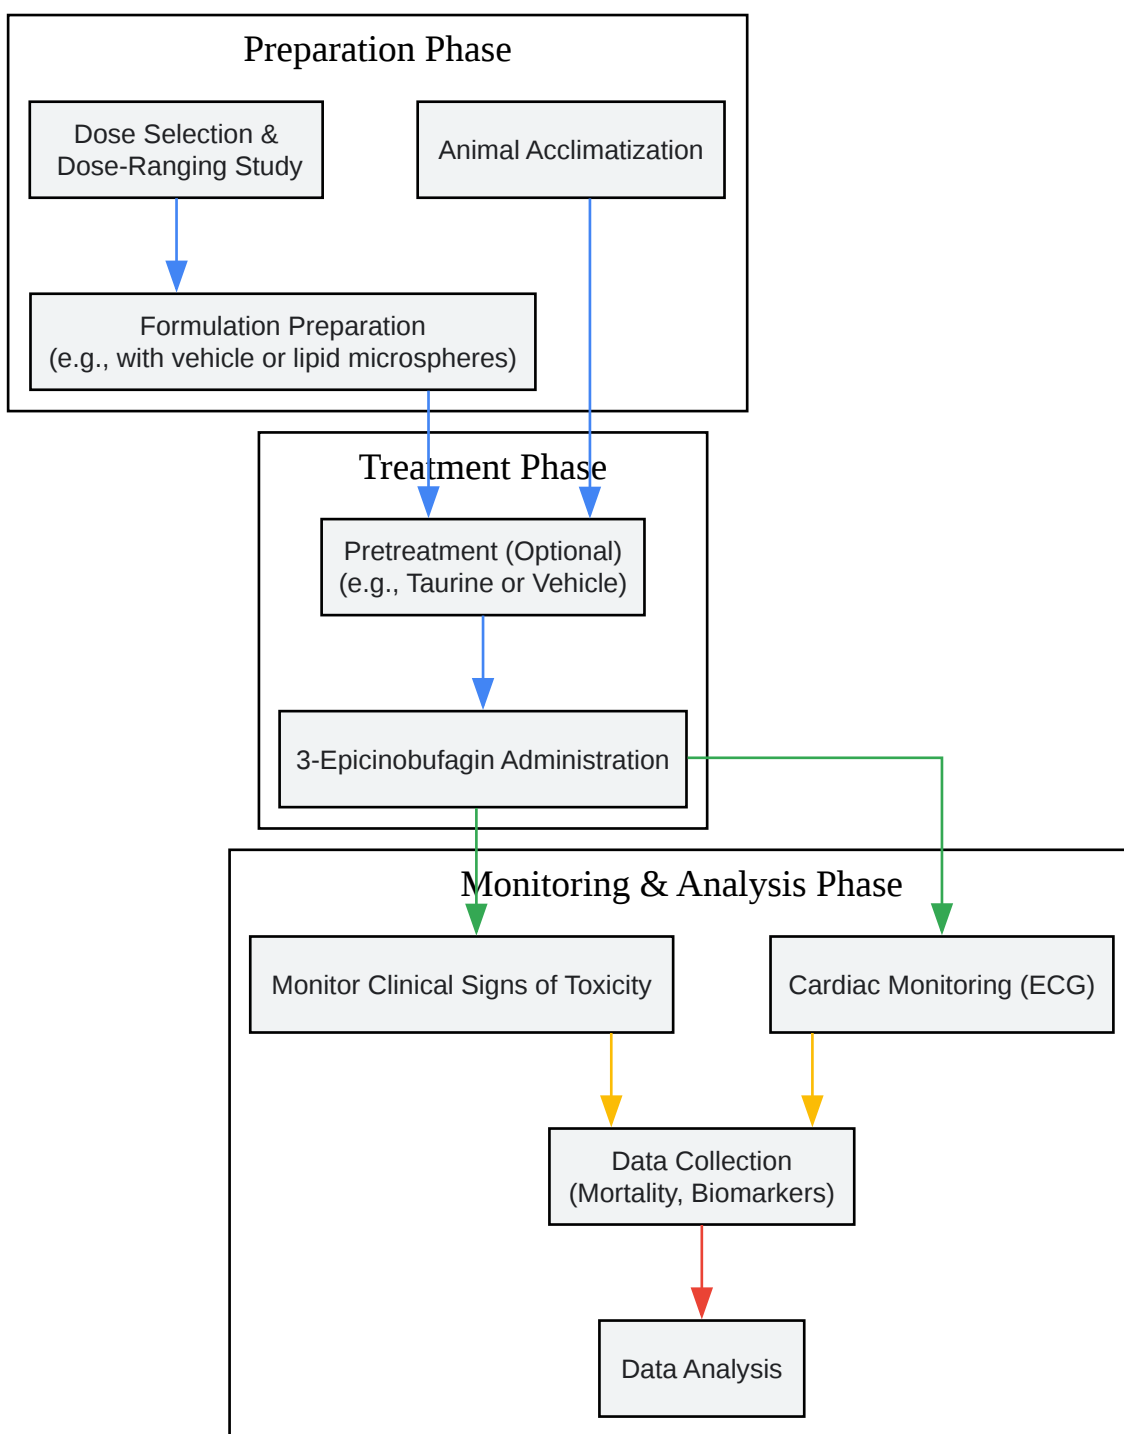 Preparation Phase
Dose Selection &
Dose-Ranging Study
Animal Acclimatization
Formulation Preparation
(e.g., with vehicle or lipid microspheres)
Treatment Phase
Pretreatment (Optional)
(e.g., Taurine or Vehicle)
3-Epicinobufagin Administration
Monitoring & Analysis Phase
Monitor Clinical Signs of Toxicity
Cardiac Monitoring (ECG)
Data Collection
(Mortality, Biomarkers)
Data Analysis